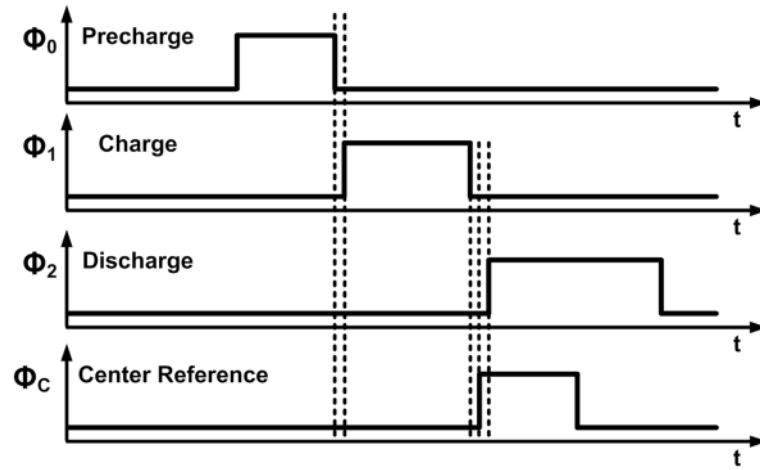 Φ0 Precharge
t
Φ1 Charge
t
Φ2 Discharge
t
ΦC Center Reference
t